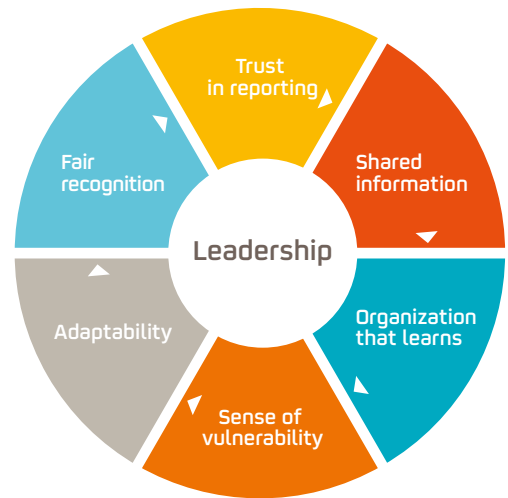 Trust
in reporting
Shared
information
Organization
that learns
Sense of
vulnerability
Adaptability
Fair
recognition
Leadership